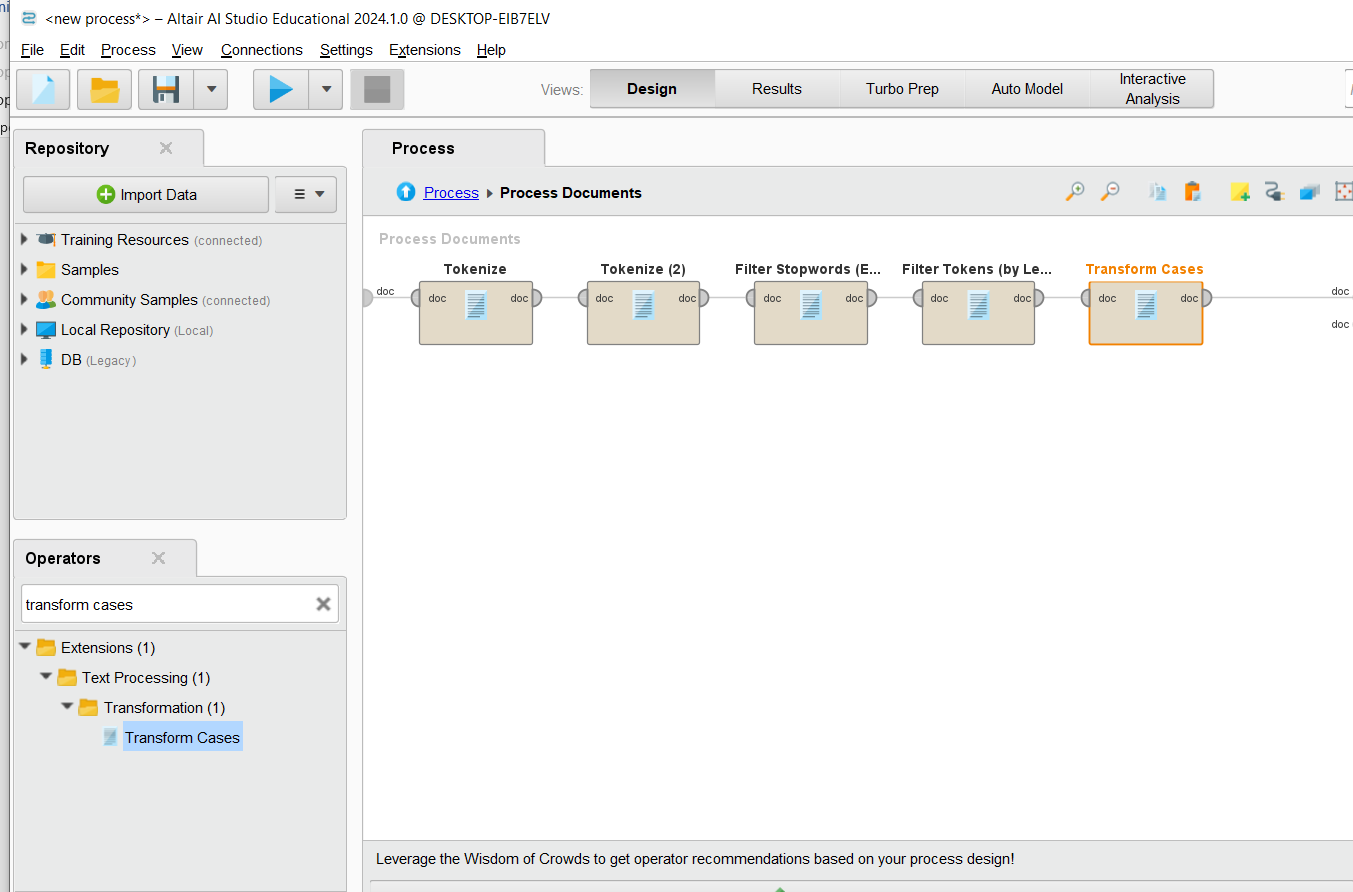 <new process*> – Altair AI Studio Educational 2024.1.0 @ DESKTOP-EIB7ELV
File Edit Process View Connections Settings Extensions Help
Views: Design Results Turbo Prep Auto Model Interactive Analysis
Repository
Process
Import Data
Process Process Documents
Training Resources (connected)
Samples
Community Samples (connected)
Local Repository (Local)
DB (Legacy)
Process Documents
Tokenize Tokenize (2) Filter Stopwords (E... Filter Tokens (by Le... Transform Cases
doc doc doc doc doc doc doc doc doc doc doc doc
doc
Operators
transform cases
Extensions (1)
Text Processing (1)
Transformation (1)
Transform Cases
Leverage the Wisdom of Crowds to get operator recommendations based on your process design!